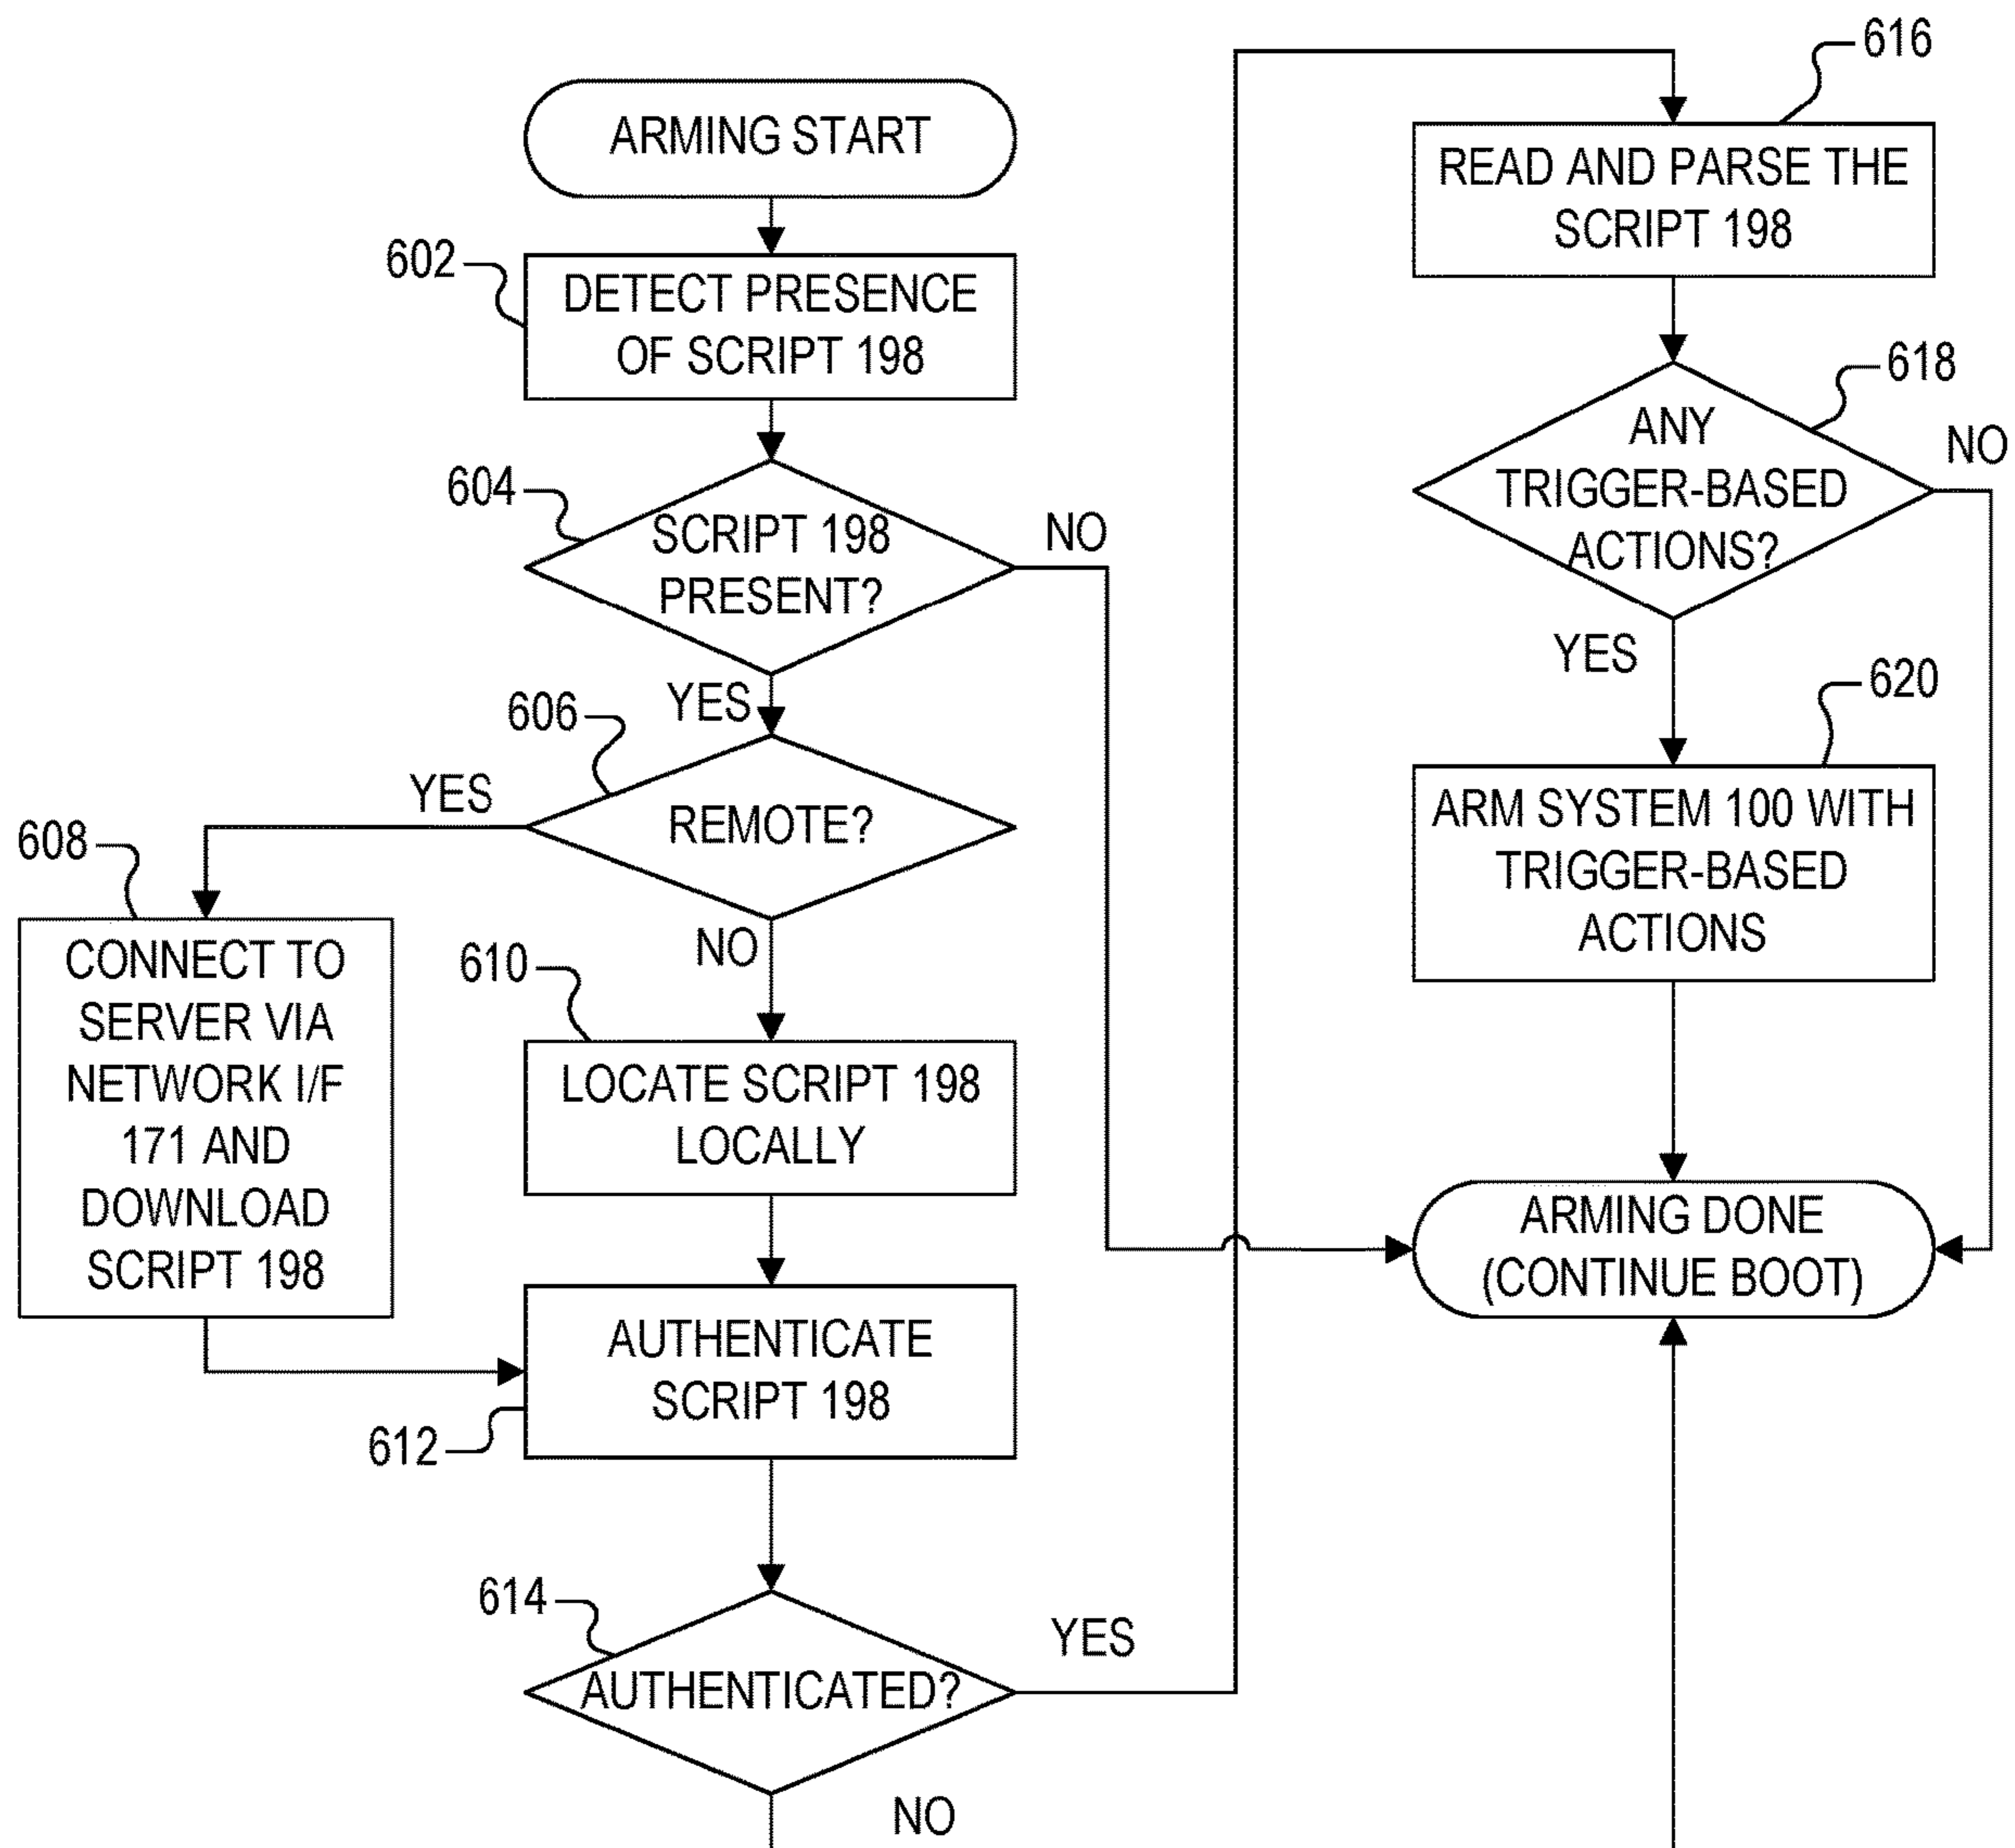 ARMING START
602
DETECT PRESENCE
OF SCRIPT 198
604
SCRIPT 198
PRESENT?
NO
YES
606
REMOTE?
YES
608
CONNECT TO
SERVER VIA
NETWORK I/F
171 AND
DOWNLOAD
SCRIPT 198
NO
610
LOCATE SCRIPT 198
LOCALLY
AUTHENTICATE
SCRIPT 198
612
614
AUTHENTICATED?
YES
NO
616
READ AND PARSE THE
SCRIPT 198
618
ANY
TRIGGER-BASED
ACTIONS?
NO
YES
620
ARM SYSTEM 100 WITH
TRIGGER-BASED
ACTIONS
ARMING DONE
(CONTINUE BOOT)